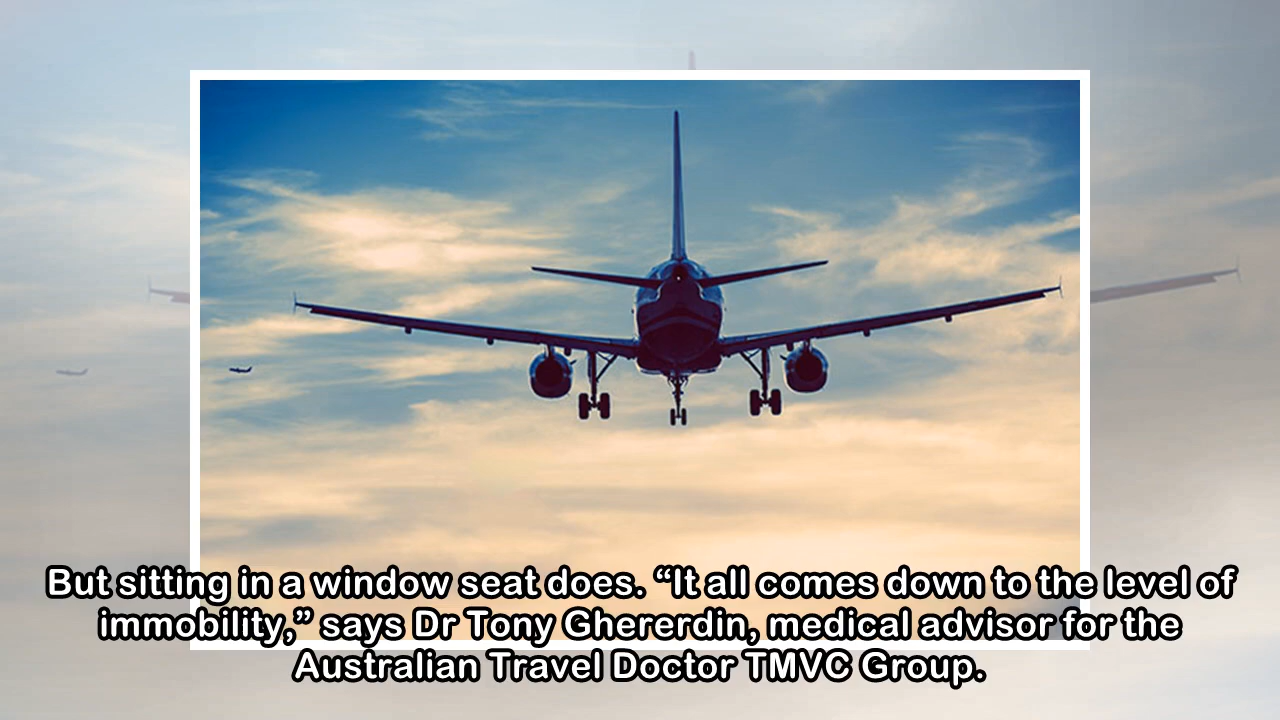 But sitting in a window seat does. “It all comes down to the level of
immobility,” says Dr Tony Ghererdin, medical advisor for the
Australian Travel Doctor TMVC Group.